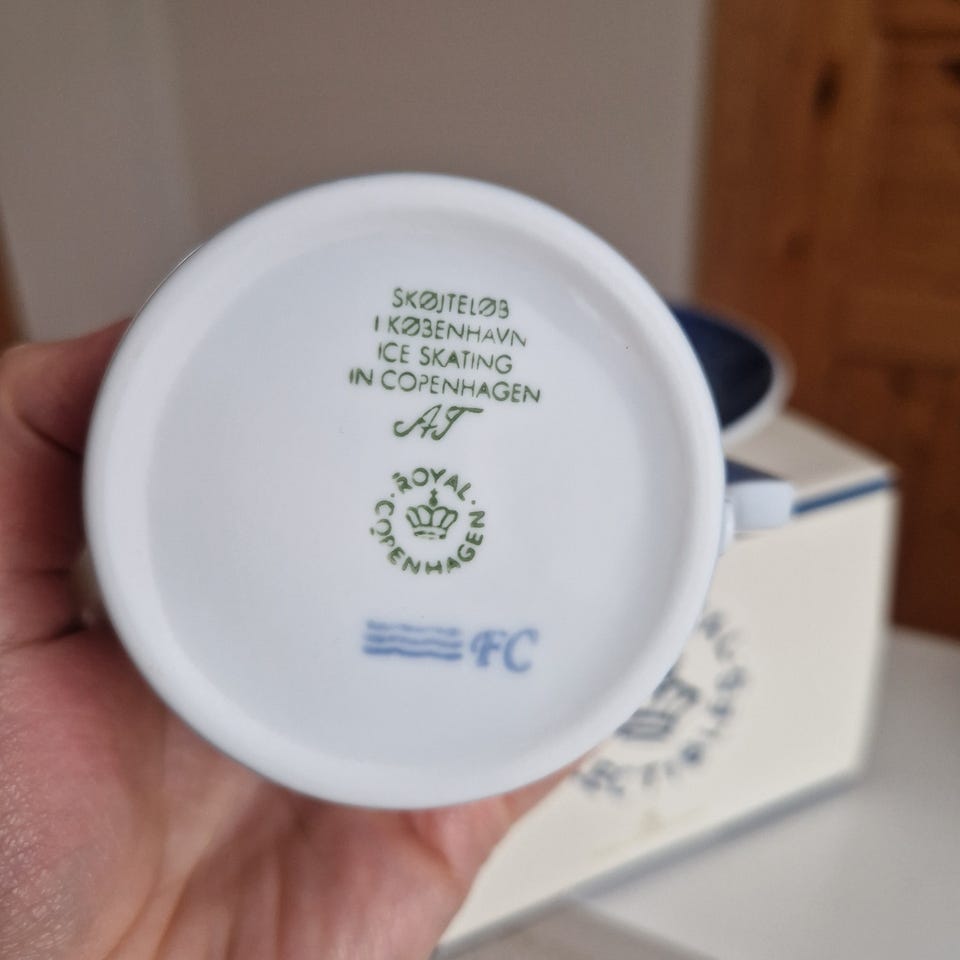 SKØJTELØB
I KØBENHAVN
ICE SKATING
IN COPENHAGEN
AT
ROYAL
COPENHAGEN
FC